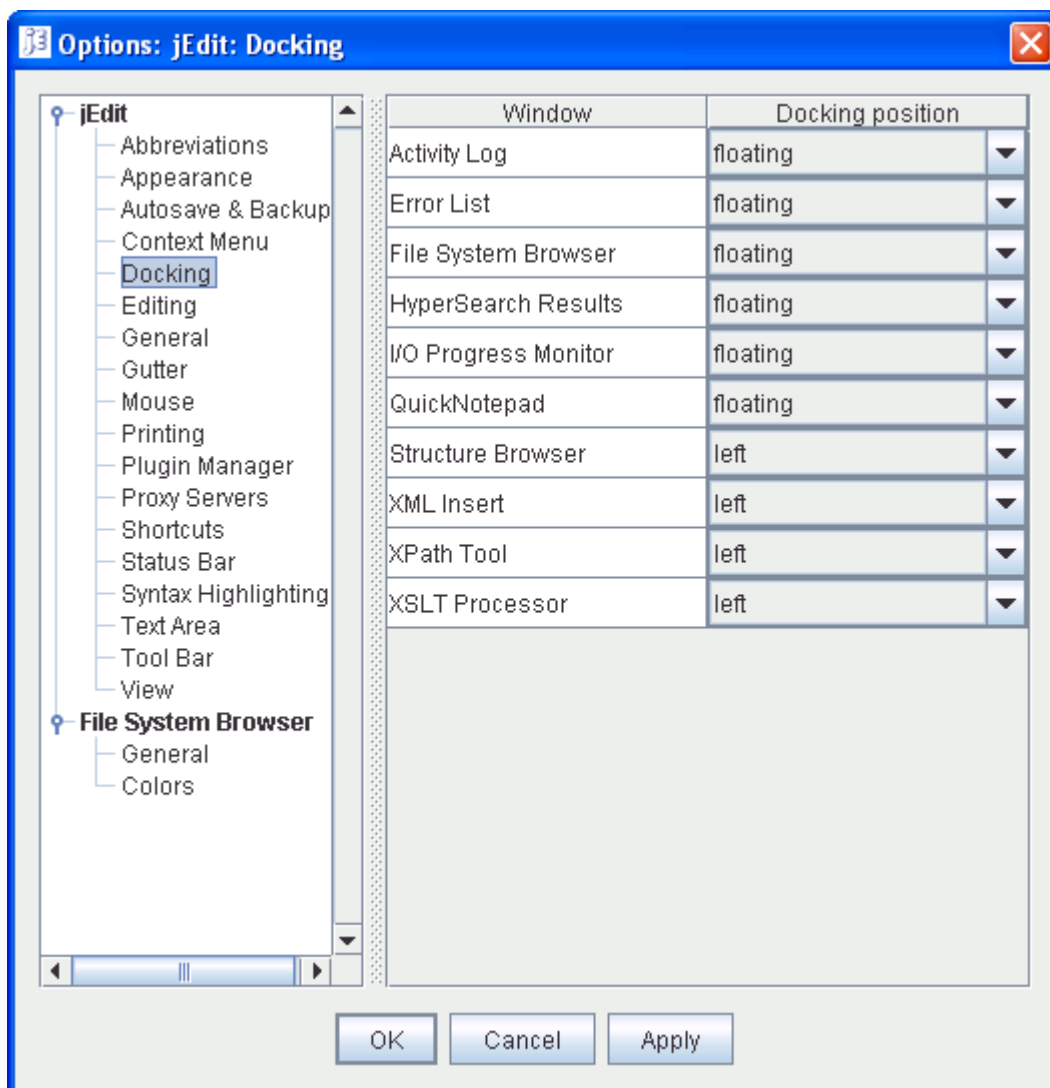 Options: jEdit: Docking
jEdit
Abbreviations
Appearance
Autosave & Backup
Context Menu
Docking
Editing
General
Gutter
Mouse
Printing
Plugin Manager
Proxy Servers
Shortcuts
Status Bar
Syntax Highlighting
Text Area
Tool Bar
View
File System Browser
General
Colors
Window Docking position
Activity Log floating
Error List floating
File System Browser floating
HyperSearch Results floating
I/O Progress Monitor floating
QuickNotepad floating
Structure Browser left
XML Insert left
XPath Tool left
XSLT Processor left
OK Cancel Apply